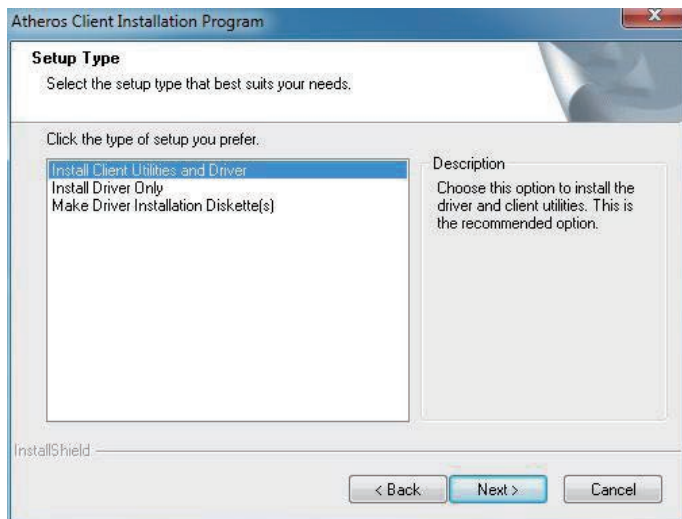 Atheros Client Installation Program
Setup Type
Select the setup type that best suits your needs.
Click the type of setup you prefer.
Install Client Utilities and Driver
Install Driver Only
Make Driver Installation Diskette(s)
Description
Choose this option to install the
driver and client utilities. This is
the recommended option.
InstallShield
< Back
Next >
Cancel